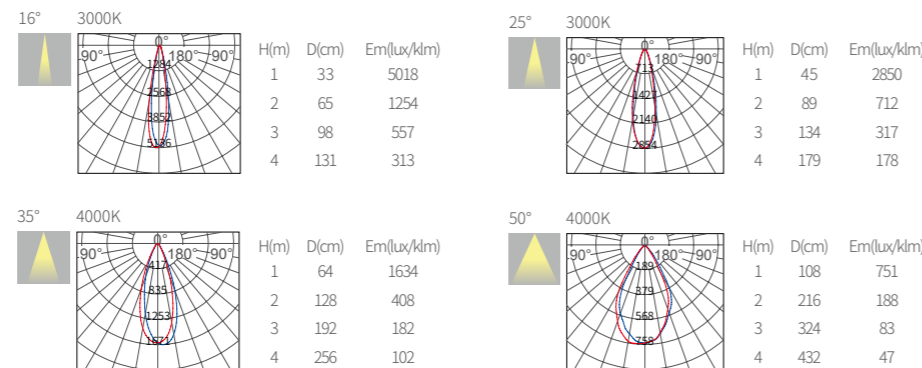 16° 3000K
H(m) D(cm) Em(lux/klm)
1 33 5018
2 65 1254
3 98 557
4 131 313
0°
90° 180° 90°
1284
2568
3852
5136
25° 3000K
H(m) D(cm) Em(lux/klm)
1 45 2850
2 89 712
3 134 317
4 179 178
0°
90° 180° 90°
713
1427
2140
2854
35° 4000K
H(m) D(cm) Em(lux/klm)
1 64 1634
2 128 408
3 192 182
4 256 102
0°
90° 180° 90°
417
835
1253
1671
50° 4000K
H(m) D(cm) Em(lux/klm)
1 108 751
2 216 188
3 324 83
4 432 47
0°
90° 180° 90°
189
379
568
758